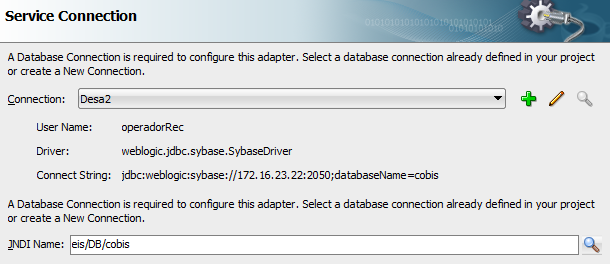 Service Connection
010101010101010101010101010101
A Database Connection is required to configure this adapter. Select a database connection already defined in your project
or create a New Connection.
Connection: Desa2
User Name: operadorRec
Driver: weblogic.jdbc.sybase.SybaseDriver
Connect String: jdbc:weblogic:sybase://172.16.23.22:2050;databaseName=cobis
A Database Connection is required to configure this adapter. Select a database connection already defined in your project
or create a New Connection.
JNDI Name: eis/DB/cobis